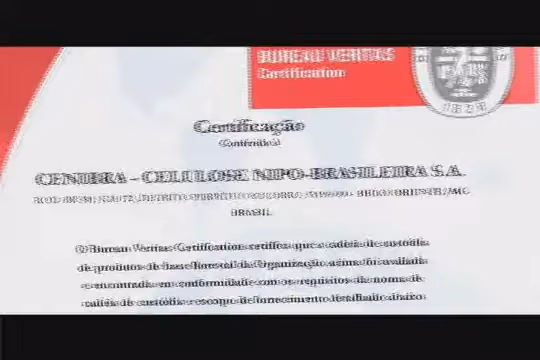 BUREAU VERITAS
Certification
1828
Certificação
CENIBRA – CELULOSE NIPO-BRASILEIRA S.A.
BRASIL
O Bureau Veritas Certification certifica que a cadeia de custódia
de produtos de base florestal da Organização acima foi avaliada
e encontrada em conformidade com os requisitos da norma de
cadeia de custódia e escopo de fornecimento detalhado abaixo